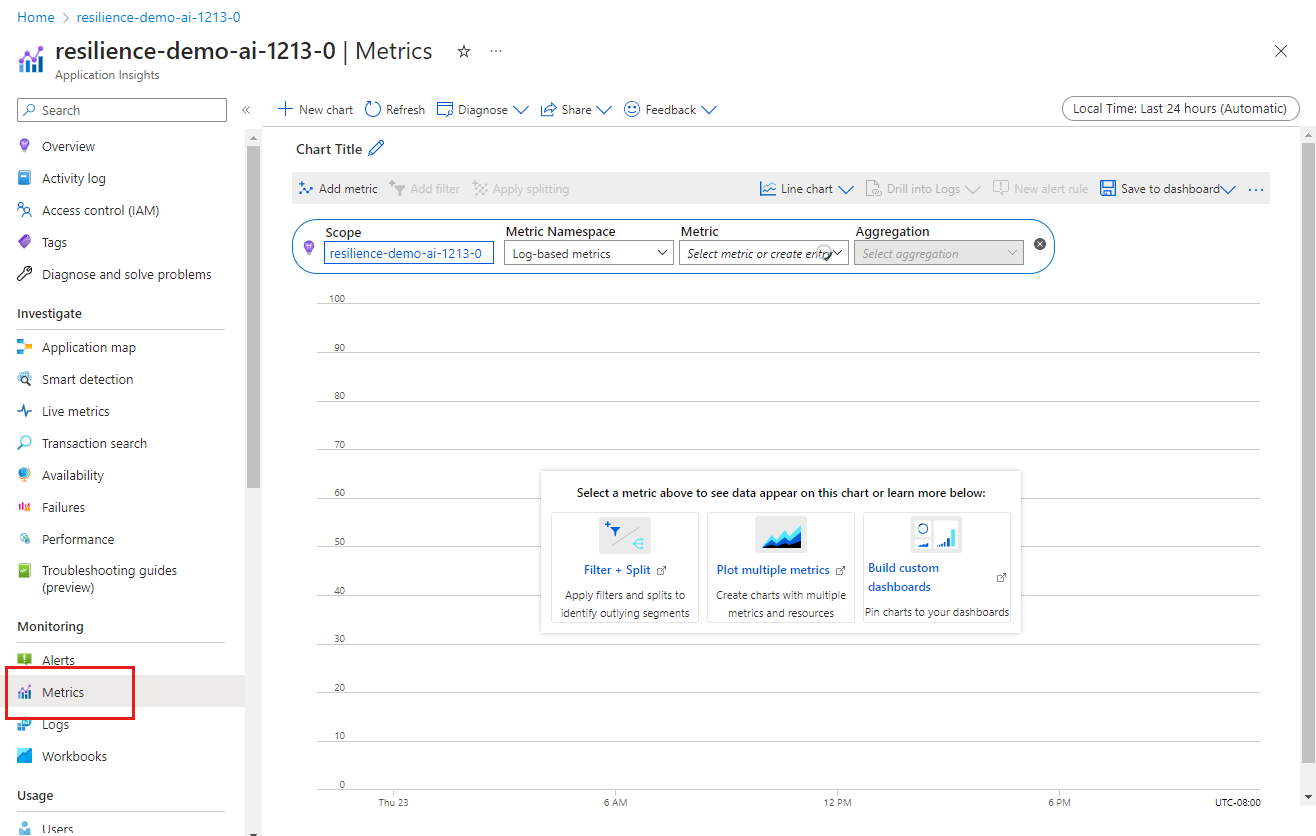 Home > resilience-demo-ai-1213-0
resilience-demo-ai-1213-0 | Metrics
Application Insights
Search
Overview
Activity log
Access control (IAM)
Tags
Diagnose and solve problems
Investigate
Application map
Smart detection
Live metrics
Transaction search
Availability
Failures
Performance
Troubleshooting guides
(preview)
Monitoring
Alerts
Metrics
Logs
Workbooks
Usage
Users
New chart Refresh Diagnose Share Feedback
Local Time: Last 24 hours (Automatic)
Chart Title
Add metric Add filter Apply splitting Line chart Drill into Logs New alert rule Save to dashboard
Scope Metric Namespace Metric Aggregation
resilience-demo-ai-1213-0 Log-based metrics Select metric or create entry Select aggregation
100
90
80
70
60
50
40
30
20
10
0
Select a metric above to see data appear on this chart or learn more below:
Filter + Split
Apply filters and splits to
identify outlying segments
Plot multiple metrics
Create charts with multiple
metrics and resources
Build custom
dashboards
Pin charts to your dashboards
Thu 23 6 AM 12 PM 6 PM UTC-08:00